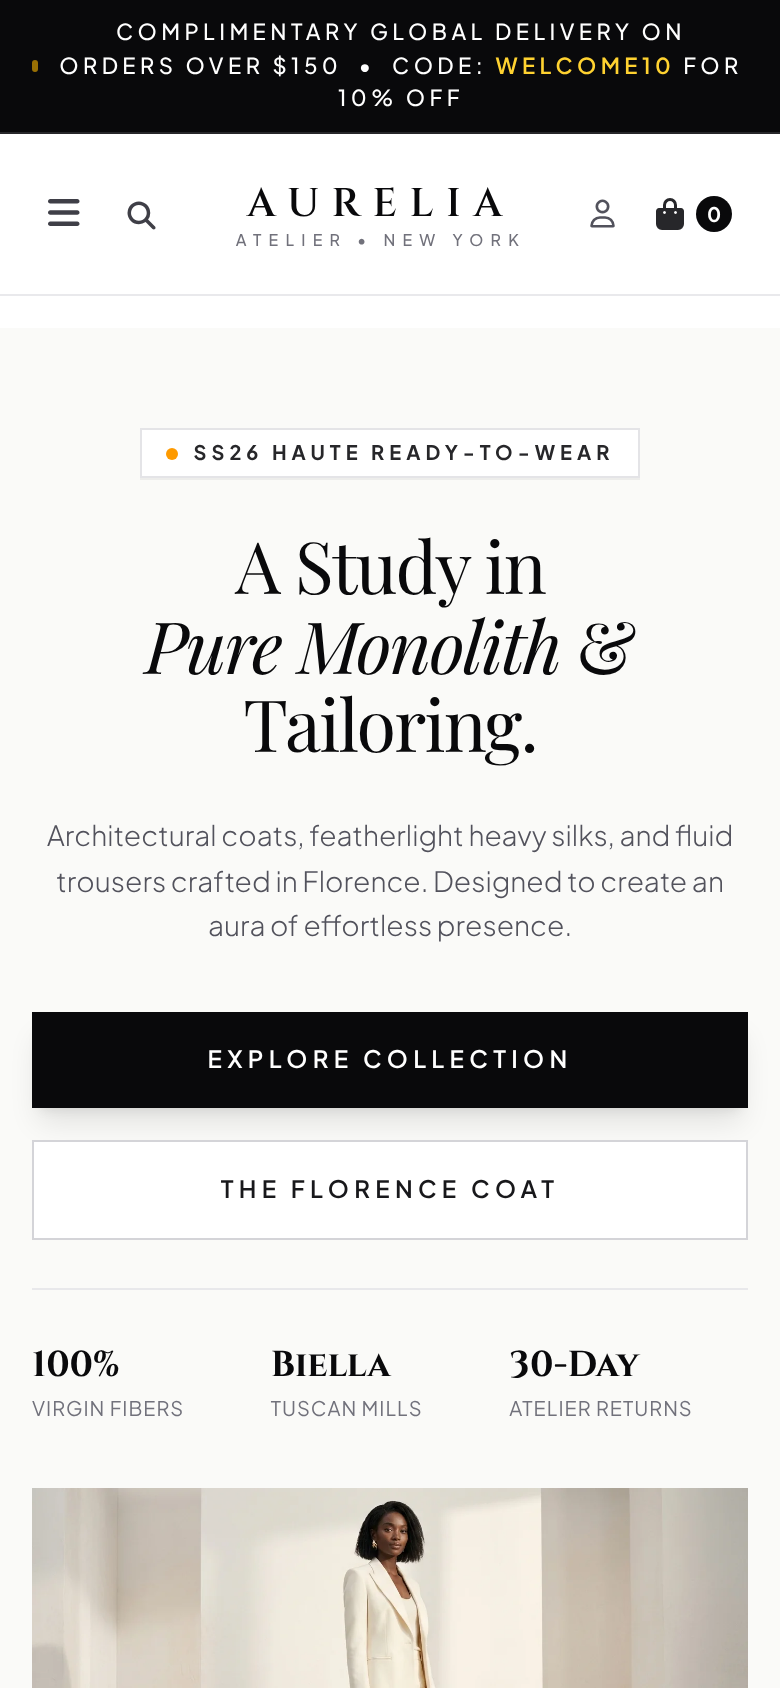 COMPLIMENTARY GLOBAL DELIVERY ON
ORDERS OVER $150 • CODE: WELCOME10 FOR
10% OFF
AURELIA
ATELIER • NEW YORK
0
SS26 HAUTE READY-TO-WEAR
A Study in
Pure Monolith &
Tailoring.
Architectural coats, featherlight heavy silks, and fluid
trousers crafted in Florence. Designed to create an
aura of effortless presence.
EXPLORE COLLECTION
THE FLORENCE COAT
100%
VIRGIN FIBERS
Biella
TUSCAN MILLS
30-Day
ATELIER RETURNS